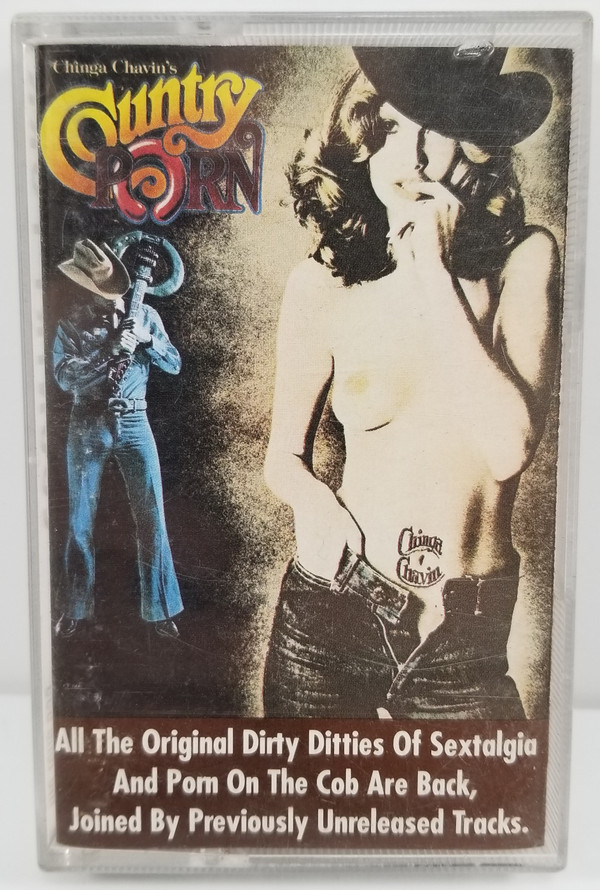 Chinga Chavin's
Country
PORN
Chinga
Chavin
All The Original Dirty Ditties Of Sextalgia
And Porn On The Cob Are Back,
Joined By Previously Unreleased Tracks.